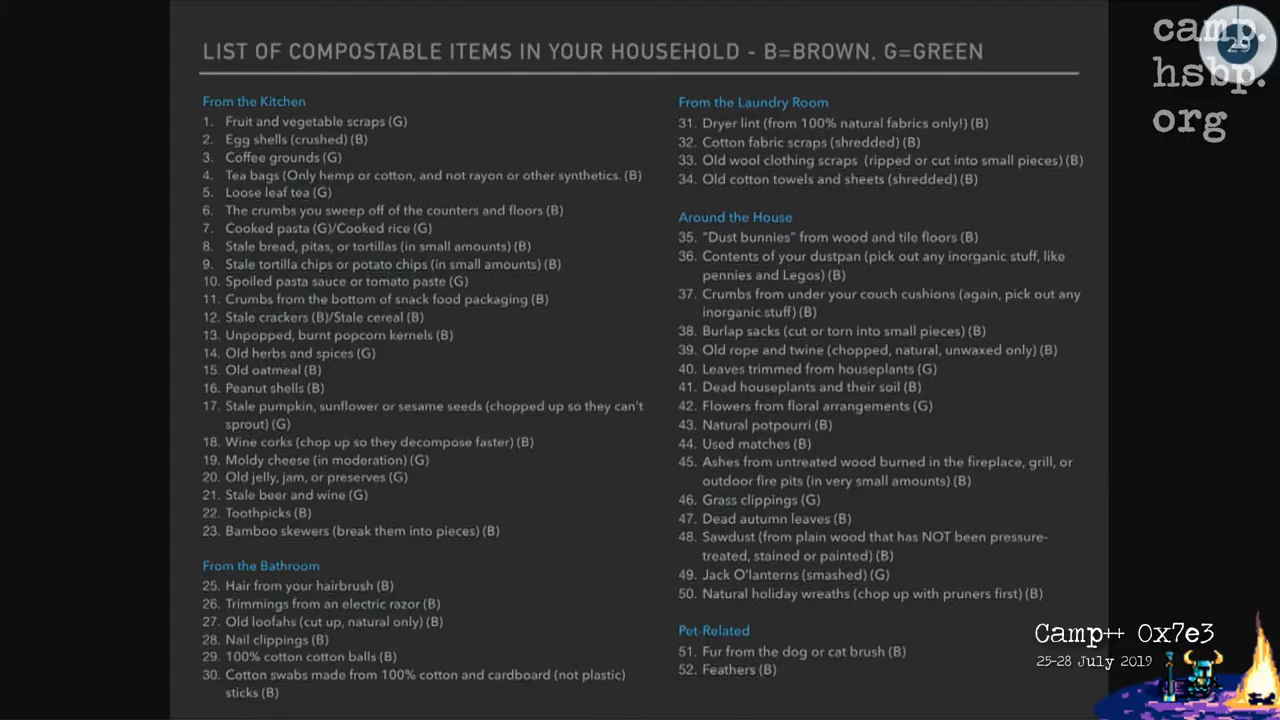 LIST OF COMPOSTABLE ITEMS IN YOUR HOUSEHOLD - B=BROWN. G=GREEN
From the Kitchen
1. Fruit and vegetable scraps (G)
2. Egg shells (crushed) (B)
3. Coffee grounds (G)
4. Tea bags (Only hemp or cotton, and not rayon or other synthetics. (B)
5. Loose leaf tea (G)
6. The crumbs you sweep off of the counters and floors (B)
7. Cooked pasta (G)/Cooked rice (G)
8. Stale bread, pitas, or tortillas (in small amounts) (B)
9. Stale tortilla chips or potato chips (in small amounts) (B)
10. Spoiled pasta sauce or tomato paste (G)
11. Crumbs from the bottom of snack food packaging (B)
12. Stale crackers (B)/Stale cereal (B)
13. Unpopped, burnt popcorn kernels (B)
14. Old herbs and spices (G)
15. Old oatmeal (B)
16. Peanut shells (B)
17. Stale pumpkin, sunflower or sesame seeds (chopped up so they can't
sprout) (G)
18. Wine corks (chop up so they decompose faster) (B)
19. Moldy cheese (in moderation) (G)
20. Old jelly, jam, or preserves (G)
21. Stale beer and wine (G)
22. Toothpicks (B)
23. Bamboo skewers (break them into pieces) (B)
From the Bathroom
25. Hair from your hairbrush (B)
26. Trimmings from an electric razor (B)
27. Old loofahs (cut up, natural only) (B)
28. Nail clippings (B)
29. 100% cotton cotton balls (B)
30. Cotton swabs made from 100% cotton and cardboard (not plastic)
sticks (B)
From the Laundry Room
31. Dryer lint (from 100% natural fabrics only!) (B)
32. Cotton fabric scraps (shredded) (B)
33. Old wool clothing scraps (ripped or cut into small pieces) (B)
34. Old cotton towels and sheets (shredded) (B)
Around the House
35. "Dust bunnies" from wood and tile floors (B)
36. Contents of your dustpan (pick out any inorganic stuff, like
pennies and Legos) (B)
37. Crumbs from under your couch cushions (again, pick out any
inorganic stuff) (B)
38. Burlap sacks (cut or torn into small pieces) (B)
39. Old rope and twine (chopped, natural, unwaxed only) (B)
40. Leaves trimmed from houseplants (G)
41. Dead houseplants and their soil (B)
42. Flowers from floral arrangements (G)
43. Natural potpourri (B)
44. Used matches (B)
45. Ashes from untreated wood burned in the fireplace, grill, or
outdoor fire pits (in very small amounts) (B)
46. Grass clippings (G)
47. Dead autumn leaves (B)
48. Sawdust (from plain wood that has NOT been pressure-
treated, stained or painted) (B)
49. Jack O'lanterns (smashed) (G)
50. Natural holiday wreaths (chop up with pruners first) (B)
Pet-Related
51. Fur from the dog or cat brush (B)
52. Feathers (B)
camp.
hsbp.
org
29
Camp++ 0x7e3
25-28 July 2019